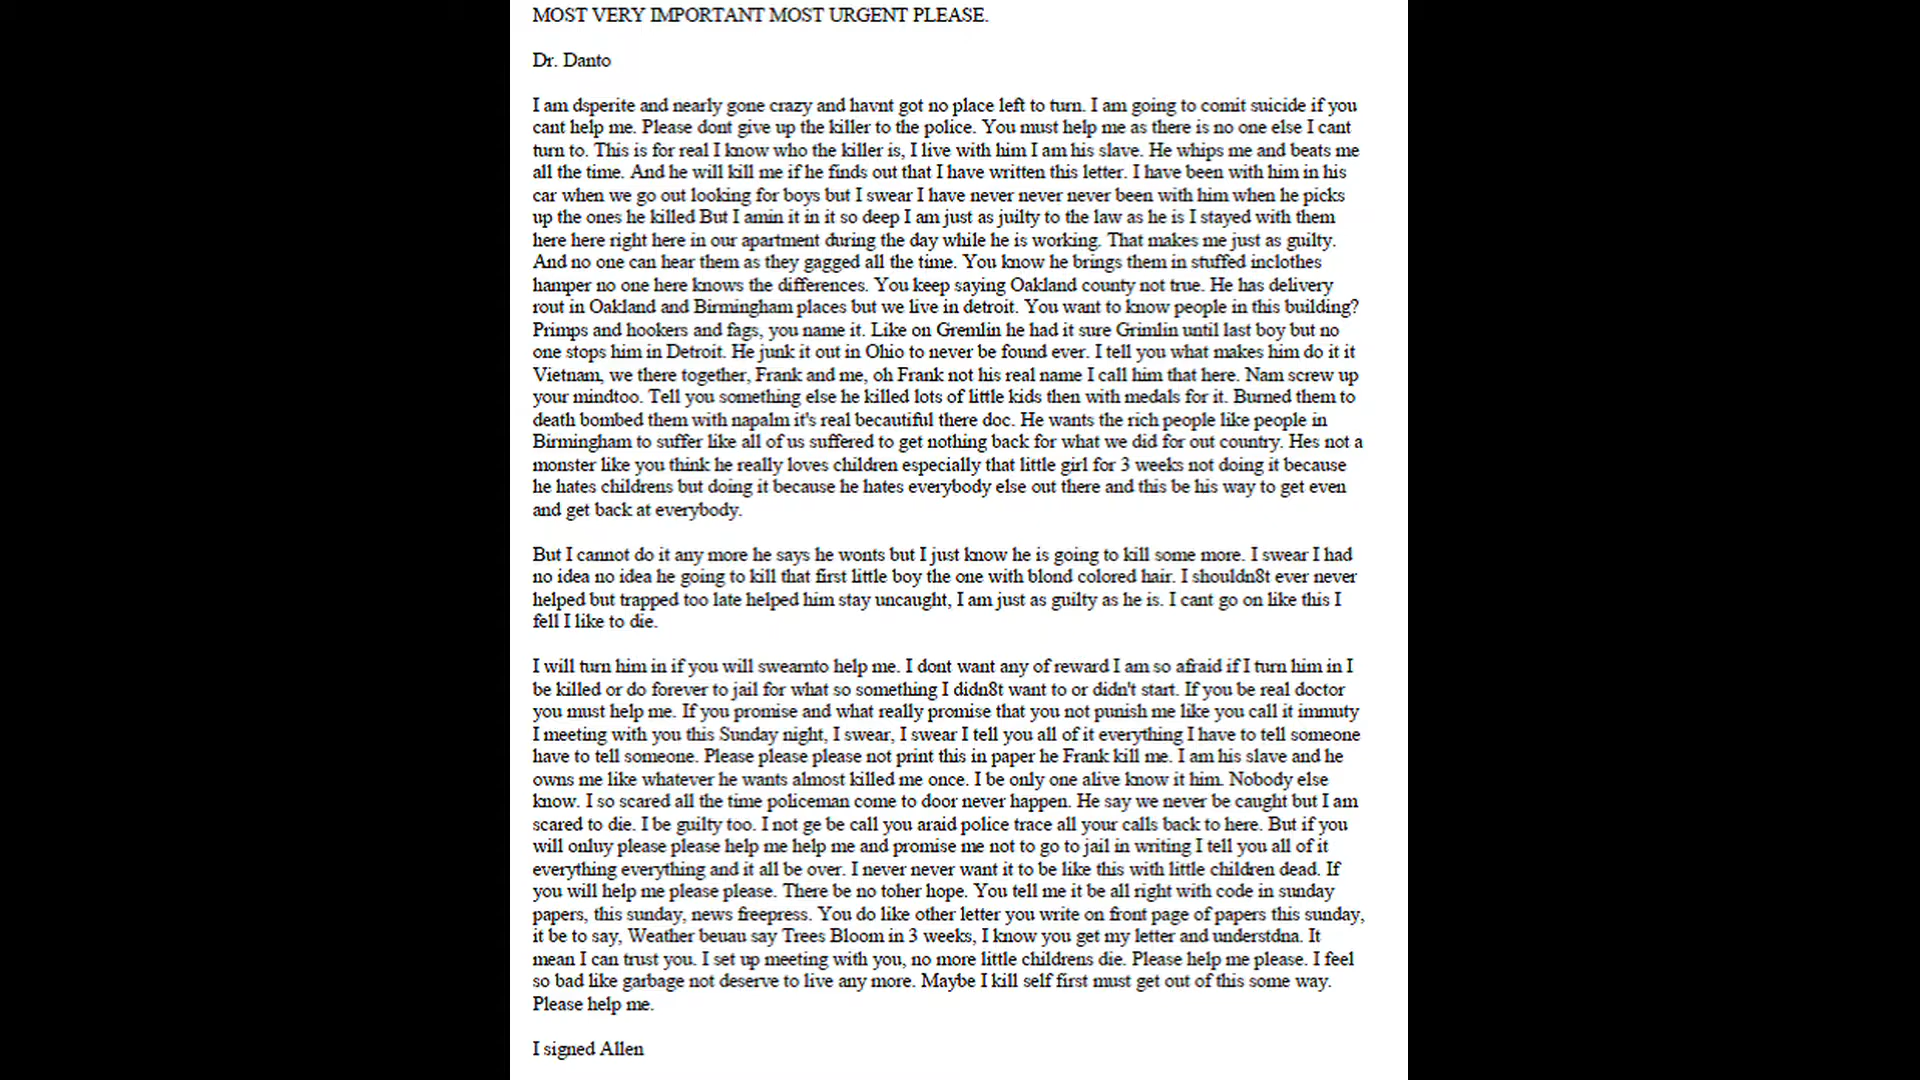 MOST VERY IMPORTANT MOST URGENT PLEASE.
Dr. Danto
I am dsperite and nearly gone crazy and havnt got no place left to turn. I am going to comit suicide if you
cant help me. Please dont give up the killer to the police. You must help me as there is no one else I cant
turn to. This is for real I know who the killer is, I live with him I am his slave. He whips me and beats me
all the time. And he will kill me if he finds out that I have written this letter. I have been with him in his
car when we go out looking for boys but I swear I have never never never been with him when he picks
up the ones he killed But I amin it in it so deep I am just as juilty to the law as he is I stayed with them
here here right here in our apartment during the day while he is working. That makes me just as guilty.
And no one can hear them as they gagged all the time. You know he brings them in stuffed inclothes
hamper no one here knows the differences. You keep saying Oakland county not true. He has delivery
rout in Oakland and Birmingham places but we live in detroit. You want to know people in this building?
Primps and hookers and fags, you name it. Like on Gremlin he had it sure Grimlin until last boy but no
one stops him in Detroit. He junk it out in Ohio to never be found ever. I tell you what makes him do it it
Vietnam, we there together, Frank and me, oh Frank not his real name I call him that here. Nam screw up
your mindtoo. Tell you something else he killed lots of little kids then with medals for it. Burned them to
death bombed them with napalm it's real becautiful there doc. He wants the rich people like people in
Birmingham to suffer like all of us suffered to get nothing back for what we did for out country. Hes not a
monster like you think he really loves children especially that little girl for 3 weeks not doing it because
he hates childrens but doing it because he hates everybody else out there and this be his way to get even
and get back at everybody.
But I cannot do it any more he says he wonts but I just know he is going to kill some more. I swear I had
no idea no idea he going to kill that first little boy the one with blond colored hair. I shouldn8t ever never
helped but trapped too late helped him stay uncaught, I am just as guilty as he is. I cant go on like this I
fell I like to die.
I will turn him in if you will swearnto help me. I dont want any of reward I am so afraid if I turn him in I
be killed or do forever to jail for what so something I didn8t want to or didn't start. If you be real doctor
you must help me. If you promise and what really promise that you not punish me like you call it immuty
I meeting with you this Sunday night, I swear, I swear I tell you all of it everything I have to tell someone
have to tell someone. Please please please not print this in paper he Frank kill me. I am his slave and he
owns me like whatever he wants almost killed me once. I be only one alive know it him. Nobody else
know. I so scared all the time policeman come to door never happen. He say we never be caught but I am
scared to die. I be guilty too. I not ge be call you araid police trace all your calls back to here. But if you
will onluy please please help me help me and promise me not to go to jail in writing I tell you all of it
everything everything and it all be over. I never never want it to be like this with little children dead. If
you will help me please please. There be no toher hope. You tell me it be all right with code in sunday
papers, this sunday, news freepress. You do like other letter you write on front page of papers this sunday,
it be to say, Weather beuau say Trees Bloom in 3 weeks, I know you get my letter and understdna. It
mean I can trust you. I set up meeting with you, no more little childrens die. Please help me please. I feel
so bad like garbage not deserve to live any more. Maybe I kill self first must get out of this some way.
Please help me.
I signed Allen